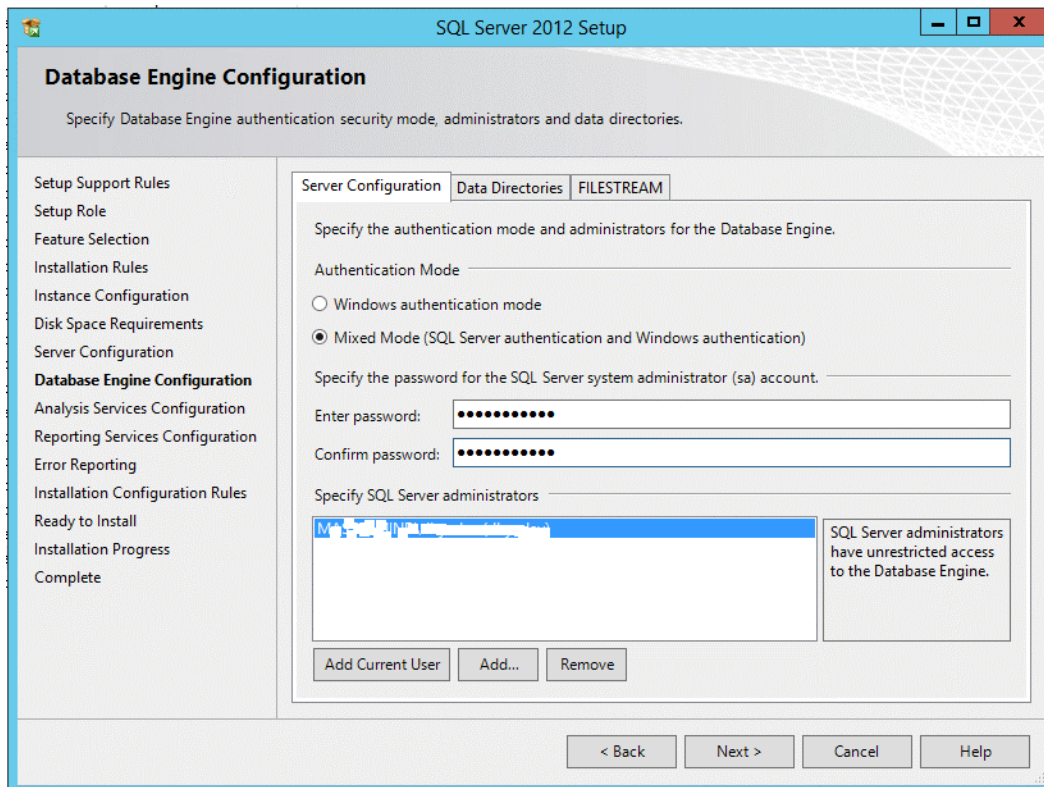 SQL Server 2012 Setup
Database Engine Configuration
Specify Database Engine authentication security mode, administrators and data directories.
Setup Support Rules
Setup Role
Feature Selection
Installation Rules
Instance Configuration
Disk Space Requirements
Server Configuration
Database Engine Configuration
Analysis Services Configuration
Reporting Services Configuration
Error Reporting
Installation Configuration Rules
Ready to Install
Installation Progress
Complete
Server Configuration Data Directories FILESTREAM
Specify the authentication mode and administrators for the Database Engine.
Authentication Mode
Windows authentication mode
Mixed Mode (SQL Server authentication and Windows authentication)
Specify the password for the SQL Server system administrator (sa) account.
Enter password: ●●●●●●●●●●●
Confirm password: ●●●●●●●●●●●
Specify SQL Server administrators
SQL Server administrators
have unrestricted access
to the Database Engine.
Add Current User Add... Remove
< Back Next > Cancel Help